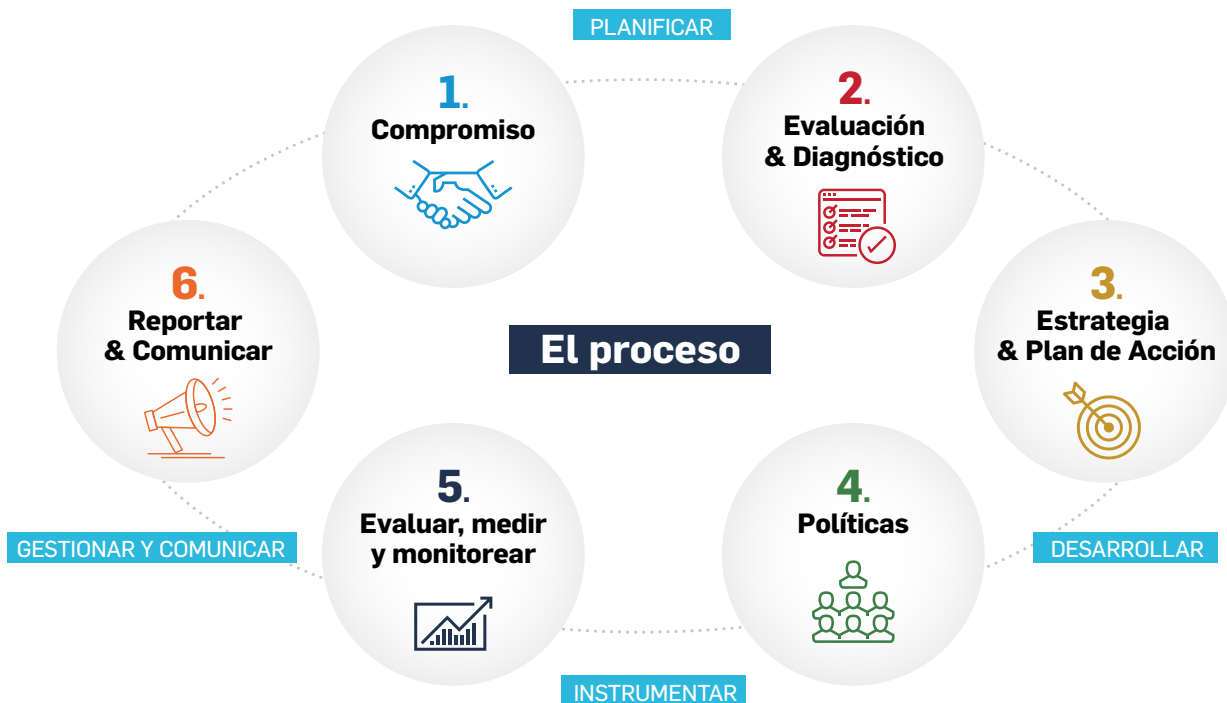 PLANIFICAR
1.
Compromiso
2.
Evaluación
& Diagnóstico
3.
Estrategia
& Plan de Acción
El proceso
6.
Reportar
& Comunicar
5.
Evaluar, medir
y monitorear
4.
Políticas
GESTIONAR Y COMUNICAR
DESARROLLAR
INSTRUMENTAR